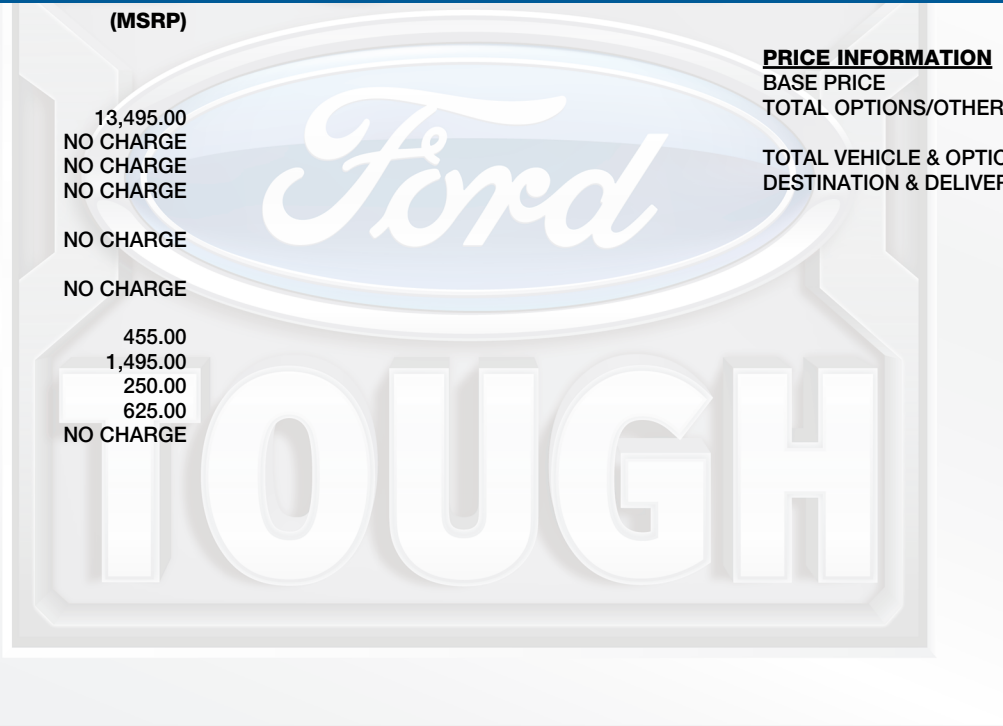 (MSRP)
13,495.00
NO CHARGE
NO CHARGE
NO CHARGE
NO CHARGE
NO CHARGE
455.00
1,495.00
250.00
625.00
NO CHARGE
PRICE INFORMATION
BASE PRICE
TOTAL OPTIONS/OTHER
TOTAL VEHICLE & OPTIO
DESTINATION & DELIVER
Ford
TOUGH